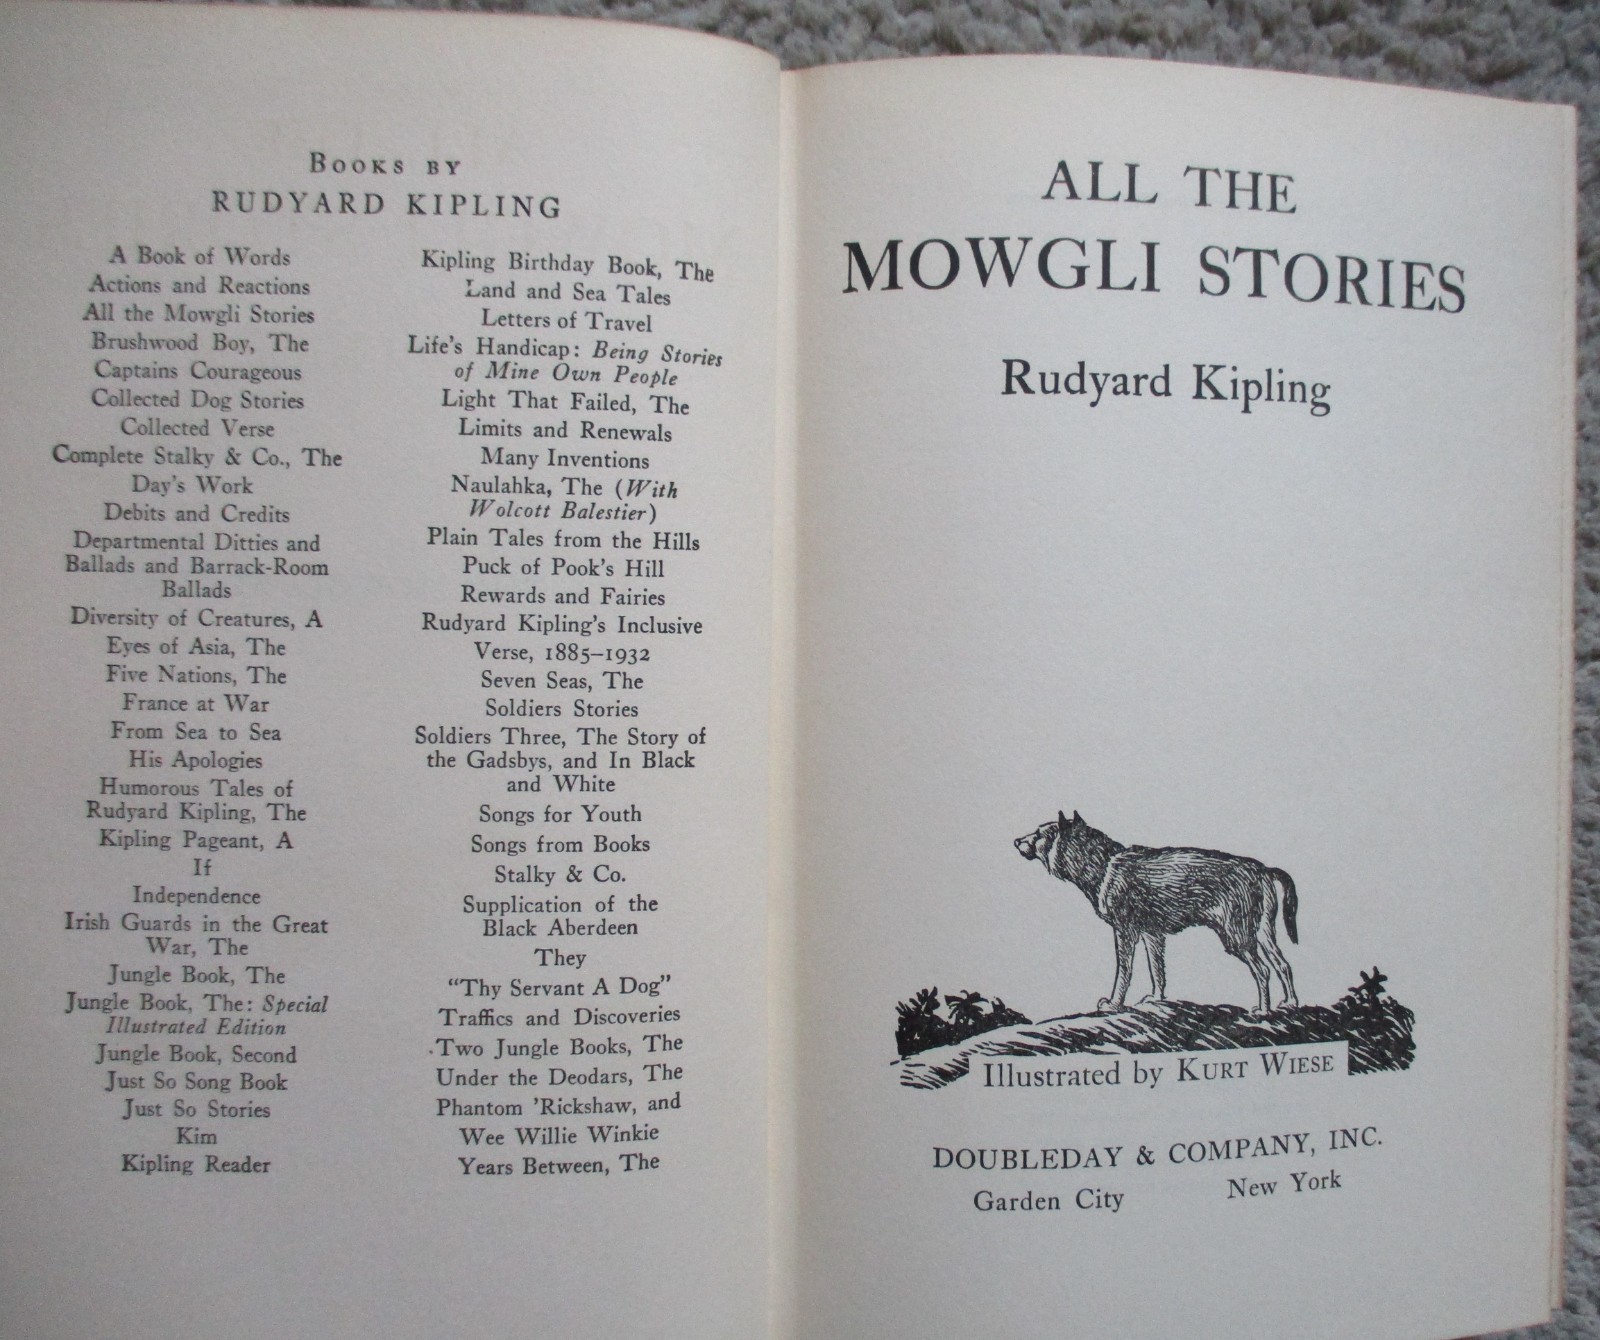 BOOKS BY
RUDYARD KIPLING
A Book of Words
Actions and Reactions
All the Mowgli Stories
Brushwood Boy, The
Captains Courageous
Collected Dog Stories
Collected Verse
Complete Stalky & Co., The
Day's Work
Debits and Credits
Departmental Ditties and
Ballads and Barrack-Room
Ballads
Diversity of Creatures, A
Eyes of Asia, The
Five Nations, The
France at War
From Sea to Sea
His Apologies
Humorous Tales of
Rudyard Kipling, The
Kipling Pageant, A
If
Independence
Irish Guards in the Great
War, The
Jungle Book, The
Jungle Book, The: Special
Illustrated Edition
Jungle Book, Second
Just So Song Book
Just So Stories
Kim
Kipling Reader
Kipling Birthday Book, The
Land and Sea Tales
Letters of Travel
Life's Handicap: Being Stories
of Mine Own People
Light That Failed, The
Limits and Renewals
Many Inventions
Naulahka, The (With
Wolcott Balestier)
Plain Tales from the Hills
Puck of Pook's Hill
Rewards and Fairies
Rudyard Kipling's Inclusive
Verse, 1885–1932
Seven Seas, The
Soldiers Stories
Soldiers Three, The Story of
the Gadsbys, and In Black
and White
Songs for Youth
Songs from Books
Stalky & Co.
Supplication of the
Black Aberdeen
They
"Thy Servant A Dog"
Traffics and Discoveries
Two Jungle Books, The
Under the Deodars, The
Phantom 'Rickshaw, and
Wee Willie Winkie
Years Between, The
ALL THE
MOWGLI STORIES
Rudyard Kipling
Illustrated by KURT WIESE
DOUBLEDAY & COMPANY, INC.
Garden City New York